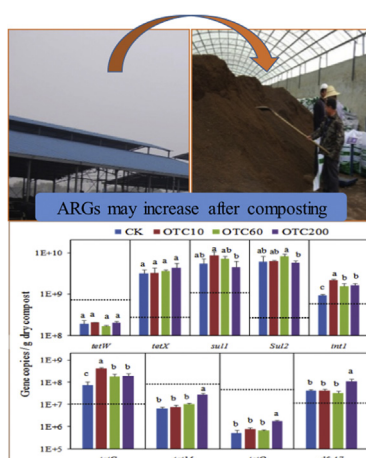 ARGs may increase after composting
CK OTC10 OTC60 OTC200
Gene copies / g dry compost
1E+10
1E+9
1E+8
a a a a
a a a a
ab a ab b
ab ab a b
c a b b
tetW tetX sul1 Sul2 int1
1E+9
1E+8
1E+7
1E+6
1E+5
c a b b
b b b a
b b b a
b b b a